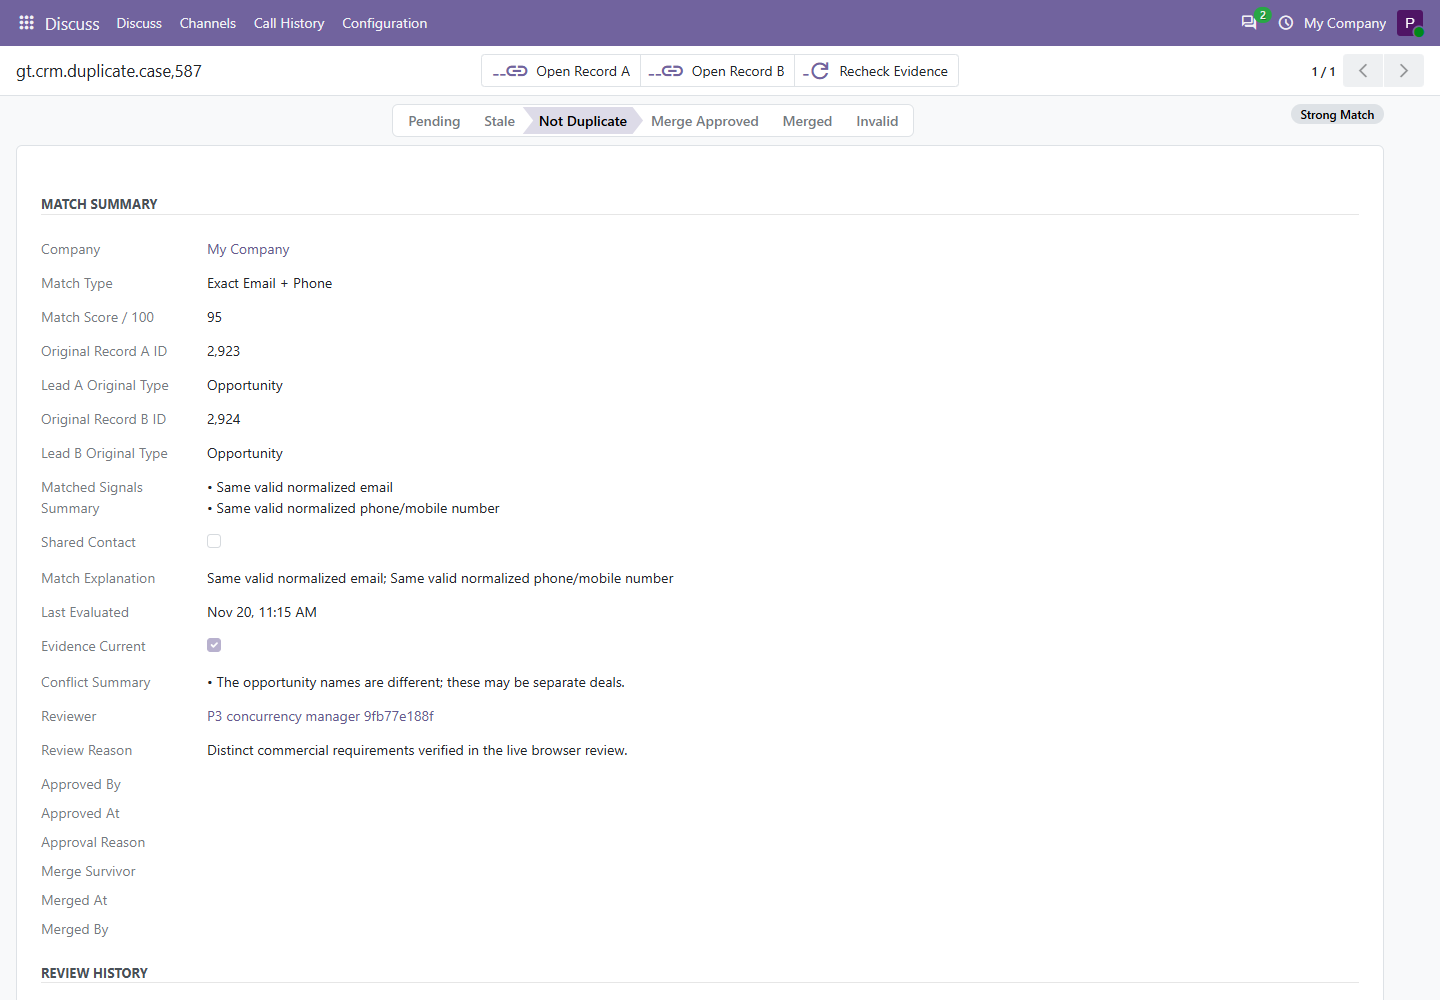 Discuss Discuss Channels Call History Configuration 2 My Company P
gt.crm.duplicate.case,587 Open Record A Open Record B Recheck Evidence 1 / 1
Pending Stale Not Duplicate Merge Approved Merged Invalid Strong Match
MATCH SUMMARY
Company My Company
Match Type Exact Email + Phone
Match Score / 100 95
Original Record A ID 2,923
Lead A Original Type Opportunity
Original Record B ID 2,924
Lead B Original Type Opportunity
Matched Signals • Same valid normalized email
Summary • Same valid normalized phone/mobile number
Shared Contact
Match Explanation Same valid normalized email; Same valid normalized phone/mobile number
Last Evaluated Nov 20, 11:15 AM
Evidence Current
Conflict Summary • The opportunity names are different; these may be separate deals.
Reviewer P3 concurrency manager 9fb77e188f
Review Reason Distinct commercial requirements verified in the live browser review.
Approved By
Approved At
Approval Reason
Merge Survivor
Merged At
Merged By
REVIEW HISTORY